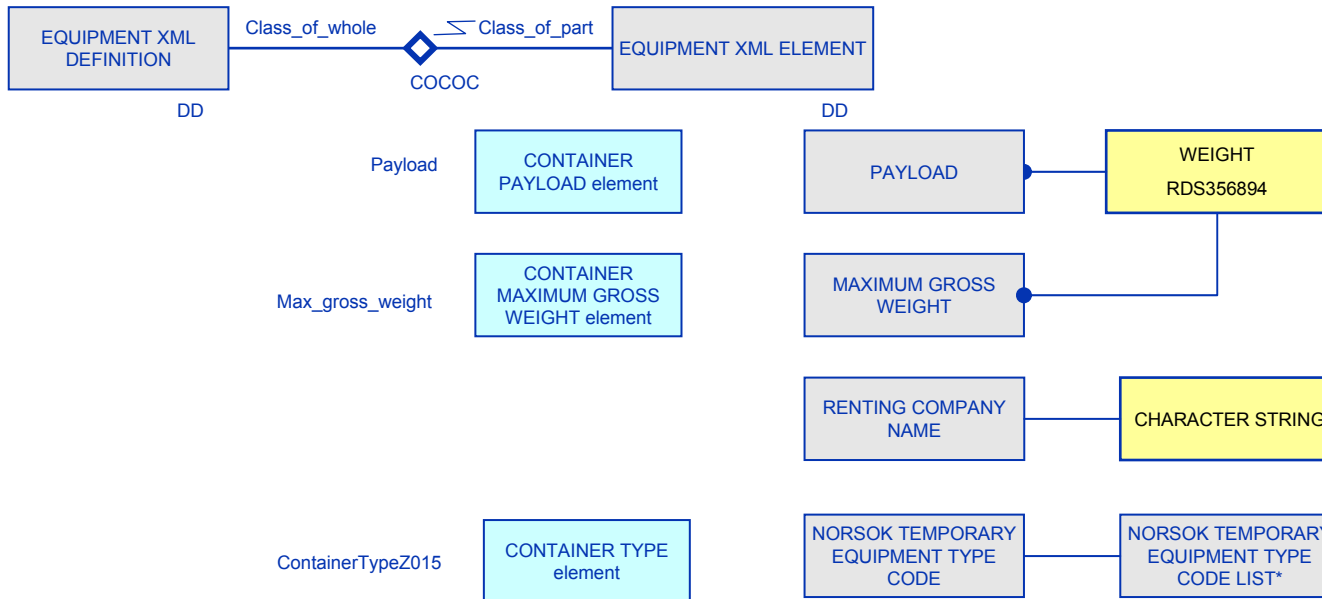 Class_of_whole
Class_of_part
EQUIPMENT XML
DEFINITION
EQUIPMENT XML ELEMENT
COCOC
DD
DD
Payload
CONTAINER
PAYLOAD element
PAYLOAD
WEIGHT
RDS356894
Max_gross_weight
CONTAINER
MAXIMUM GROSS
WEIGHT element
MAXIMUM GROSS
WEIGHT
RENTING COMPANY
NAME
CHARACTER STRING
ContainerTypeZ015
CONTAINER TYPE
element
NORSOK TEMPORARY
EQUIPMENT TYPE
CODE
NORSOK TEMPORARY
EQUIPMENT TYPE
CODE LIST*